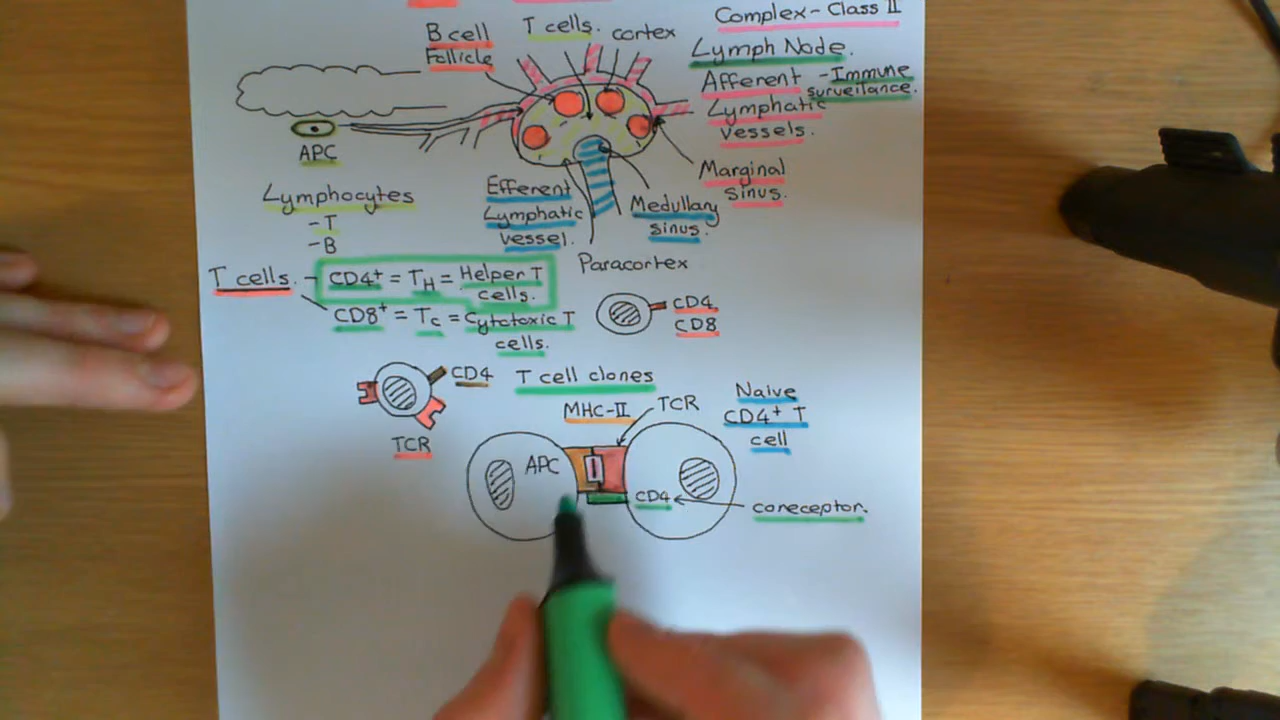 Complex-Class II
B cell
Follicle
T cells.
cortex
Lymph Node.
Afferent
Lymphatic
vessels.
-Immune
surveilance.
APC
Lymphocytes
-T
-B
Efferent
Lymphatic
vessel.
Medullary
sinus.
Marginal
sinus.
Paracortex
T cells. - CD4+ = TH = Helper T
cells.
CD8+ = Tc = Cytotoxic T
cells.
CD4
CD8
CD4
TCR
T cell clones
MHC-II
TCR
Naive
CD4+ T
cell
APC
CD4
coreceptor.